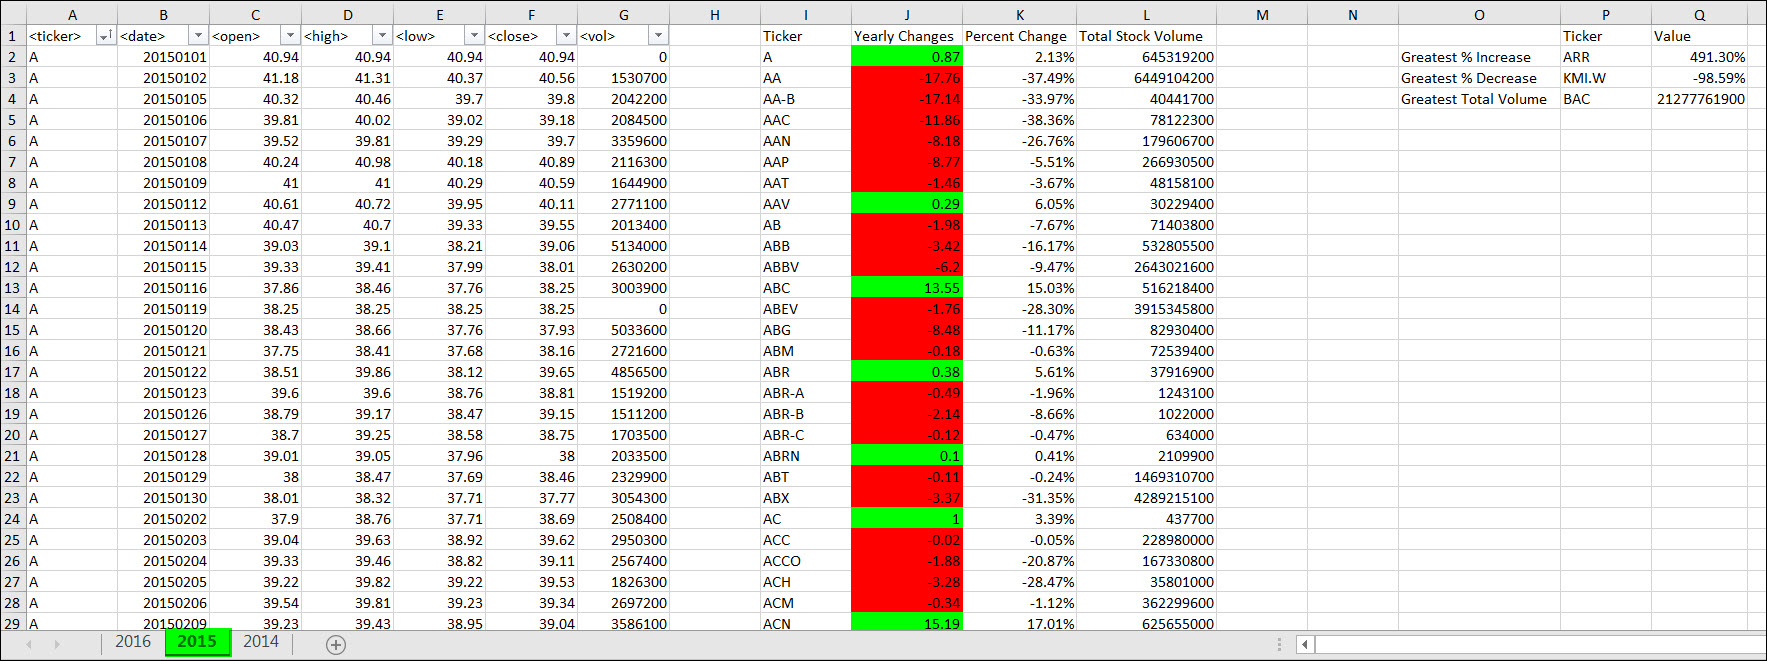 A B C D E F G H I J K L M N O P Q
1 <ticker> <date> <open> <high> <low> <close> <vol> Ticker Yearly Changes Percent Change Total Stock Volume Ticker Value
2 A 20150101 40.94 40.94 40.94 40.94 0 A 0.87 2.13% 645319200 Greatest % Increase ARR 491.30%
3 A 20150102 41.18 41.31 40.37 40.56 1530700 AA -17.76 -37.49% 6449104200 Greatest % Decrease KMI.W -98.59%
4 A 20150105 40.32 40.46 39.7 39.8 2042200 AA-B -17.14 -33.97% 40441700 Greatest Total Volume BAC 21277761900
5 A 20150106 39.81 40.02 39.02 39.18 2084500 AAC -11.86 -38.36% 78122300
6 A 20150107 39.52 39.81 39.29 39.7 3359600 AAN -8.18 -26.76% 179606700
7 A 20150108 40.24 40.98 40.18 40.89 2116300 AAP -8.77 -5.51% 266930500
8 A 20150109 41 41 40.29 40.59 1644900 AAT -1.46 -3.67% 48158100
9 A 20150112 40.61 40.72 39.95 40.11 2771100 AAV 0.29 6.05% 30229400
10 A 20150113 40.47 40.7 39.33 39.55 2013400 AB -1.98 -7.67% 71403800
11 A 20150114 39.03 39.1 38.21 39.06 5134000 ABB -3.42 -16.17% 532805500
12 A 20150115 39.33 39.41 37.99 38.01 2630200 ABBV -6.2 -9.47% 2643021600
13 A 20150116 37.86 38.46 37.76 38.25 3003900 ABC 13.55 15.03% 516218400
14 A 20150119 38.25 38.25 38.25 38.25 0 ABEV -1.76 -28.30% 3915345800
15 A 20150120 38.43 38.66 37.76 37.93 5033600 ABG -8.48 -11.17% 82930400
16 A 20150121 37.75 38.41 37.68 38.16 2721600 ABM -0.18 -0.63% 72539400
17 A 20150122 38.51 39.86 38.12 39.65 4856500 ABR 0.38 5.61% 37916900
18 A 20150123 39.6 39.6 38.76 38.81 1519200 ABR-A -0.49 -1.96% 1243100
19 A 20150126 38.79 39.17 38.47 39.15 1511200 ABR-B -2.14 -8.66% 1022000
20 A 20150127 38.7 39.25 38.58 38.75 1703500 ABR-C -0.12 -0.47% 634000
21 A 20150128 39.01 39.05 37.96 38 2033500 ABRN 0.1 0.41% 2109900
22 A 20150129 38 38.47 37.69 38.46 2329900 ABT -0.11 -0.24% 1469310700
23 A 20150130 38.01 38.32 37.71 37.77 3054300 ABX -3.37 -31.35% 4289215100
24 A 20150202 37.9 38.76 37.71 38.69 2508400 AC 1 3.39% 437700
25 A 20150203 39.04 39.63 38.92 39.62 2950300 ACC -0.02 -0.05% 228980000
26 A 20150204 39.33 39.46 38.82 39.11 2567400 ACCO -1.88 -20.87% 167330800
27 A 20150205 39.22 39.82 39.22 39.53 1826300 ACH -3.28 -28.47% 35801000
28 A 20150206 39.54 39.81 39.23 39.34 2697200 ACM -0.34 -1.12% 362299600
29 A 20150209 39.23 39.43 38.95 39.04 3586100 ACN 15.19 17.01% 625655000
2016 2015 2014